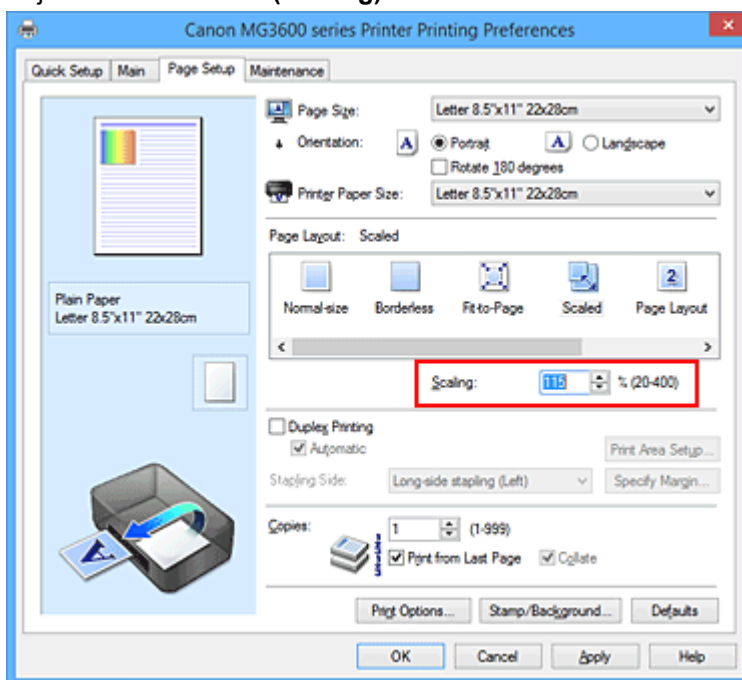 Canon MG3600 series Printer Printing Preferences
Quick Setup Main Page Setup Maintenance
Page Size: Letter 8.5"x11" 22x28cm
Orientation: A Portrait A Landscape
Rotate 180 degrees
Printer Paper Size: Letter 8.5"x11" 22x28cm
Page Layout: Scaled
Plain Paper
Letter 8.5"x11" 22x28cm
Normal-size Borderless Fit-to-Page Scaled Page Layout
Scaling: 115 % (20-400)
Duplex Printing
Automatic Print Area Setup...
Stapling Side: Long-side stapling (Left) Specify Margin...
Copies: 1 (1-999)
Print from Last Page Collate
Print Options... Stamp/Background... Defaults
OK Cancel Apply Help